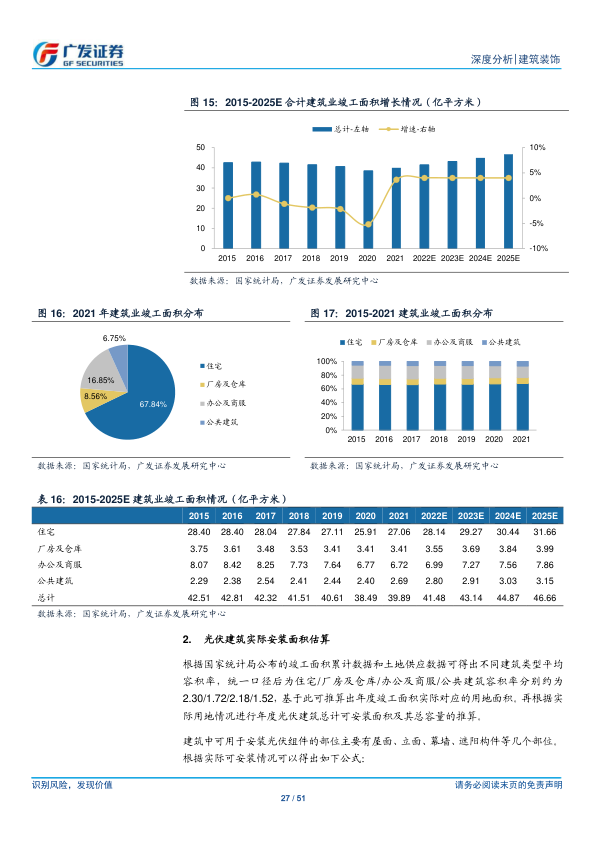 广发证券
GF SECURITIES
深度分析|建筑装饰
图 15：2015-2025E 合计建筑业竣工面积增长情况（亿平方米）
总计-左轴 增速-右轴
50 10%
40 5%
30 0%
20
10 -5%
0 -10%
2015 2016 2017 2018 2019 2020 2021 2022E 2023E 2024E 2025E
数据来源：国家统计局，广发证券发展研究中心
图 16：2021 年建筑业竣工面积分布
6.75%
16.85%
8.56%
67.84%
住宅
厂房及仓库
办公及商服
公共建筑
数据来源：国家统计局，广发证券发展研究中心
图 17：2015-2021 建筑业竣工面积分布
住宅 厂房及仓库 办公及商服 公共建筑
100%
80%
60%
40%
20%
0%
2015 2016 2017 2018 2019 2020 2021
数据来源：国家统计局，广发证券发展研究中心
表 16：2015-2025E 建筑业竣工面积情况（亿平方米）
2015 2016 2017 2018 2019 2020 2021 2022E 2023E 2024E 2025E
住宅 28.40 28.40 28.04 27.84 27.11 25.91 27.06 28.14 29.27 30.44 31.66
厂房及仓库 3.75 3.61 3.48 3.53 3.41 3.41 3.41 3.55 3.69 3.84 3.99
办公及商服 8.07 8.42 8.25 7.73 7.64 6.77 6.72 6.99 7.27 7.56 7.86
公共建筑 2.29 2.38 2.54 2.41 2.44 2.40 2.69 2.80 2.91 3.03 3.15
总计 42.51 42.81 42.32 41.51 40.61 38.49 39.89 41.48 43.14 44.87 46.66
数据来源：国家统计局，广发证券发展研究中心
2. 光伏建筑实际安装面积估算
根据国家统计局公布的竣工面积累计数据和土地供应数据可得出不同建筑类型平均
容积率，统一口径后为住宅/厂房及仓库/办公及商服/公共建筑容积率分别约为
2.30/1.72/2.18/1.52，基于此可推算出年度竣工面积实际对应的用地面积。再根据实
际用地情况进行年度光伏建筑总计可安装面积及其总容量的推算。
建筑中可用于安装光伏组件的部位主要有屋面、立面、幕墙、遮阳构件等几个部位。
根据实际可安装情况可以得出如下公式：
识别风险，发现价值 请务必阅读末页的免责声明
27 / 51